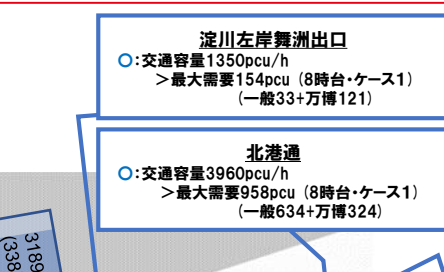 淀川左岸舞洲出口
○:交通容量1350pcu/h
>最大需要154pcu (8時台・ケース1)
(一般33+万博121)
北港通
○:交通容量3960pcu/h
>最大需要958pcu (8時台・ケース1)
(一般634+万博324)
3189
(338